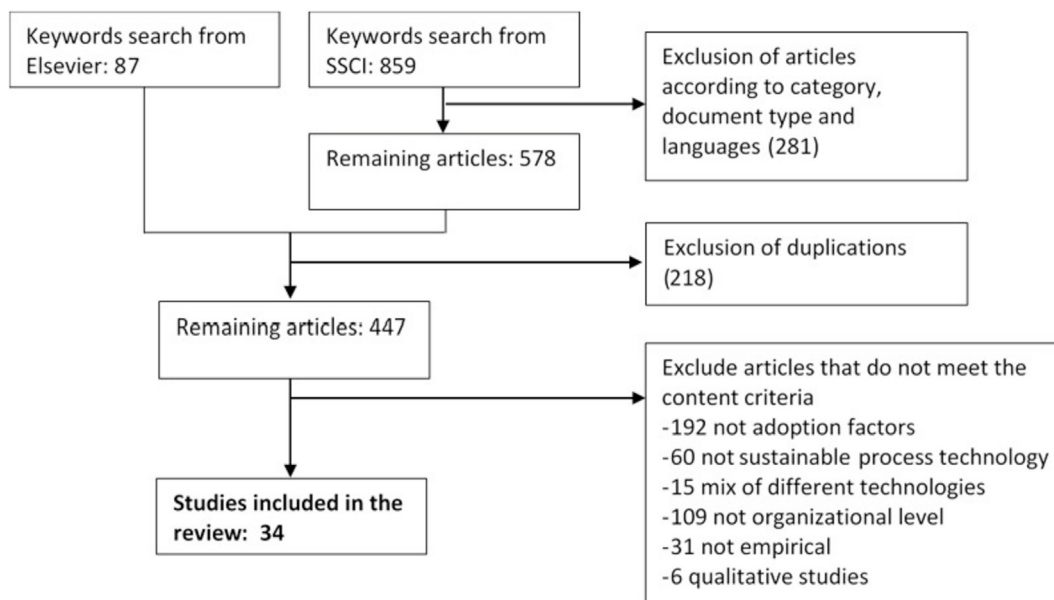 Keywords search from
Elsevier: 87
Keywords search from
SSCI: 859
Exclusion of articles
according to category,
document type and
languages (281)
Remaining articles: 578
Exclusion of duplications
(218)
Remaining articles: 447
Exclude articles that do not meet the
content criteria
-192 not adoption factors
-60 not sustainable process technology
-15 mix of different technologies
-109 not organizational level
-31 not empirical
-6 qualitative studies
Studies included in the
review: 34